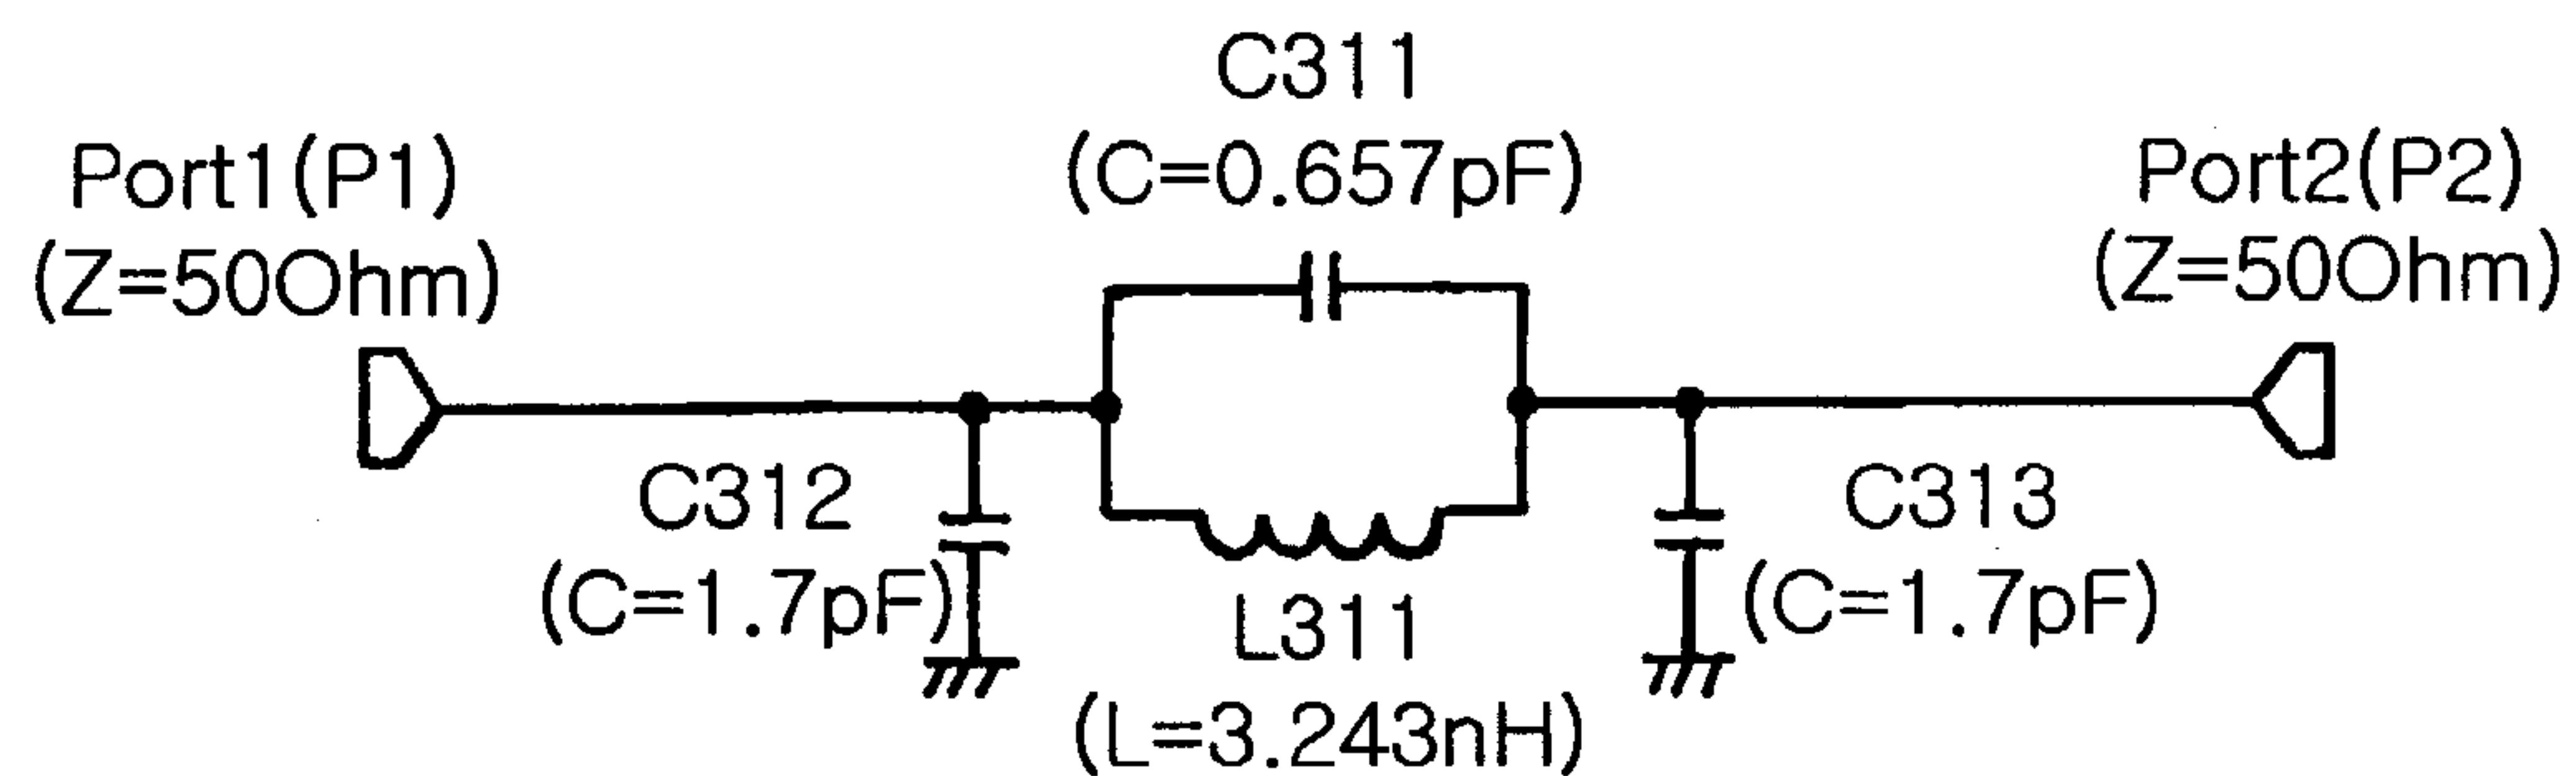 C311
(C=0.657pF)
Port1(P1)
(Z=50Ohm)
Port2(P2)
(Z=50Ohm)
C312
(C=1.7pF)
L311
(L=3.243nH)
C313
(C=1.7pF)